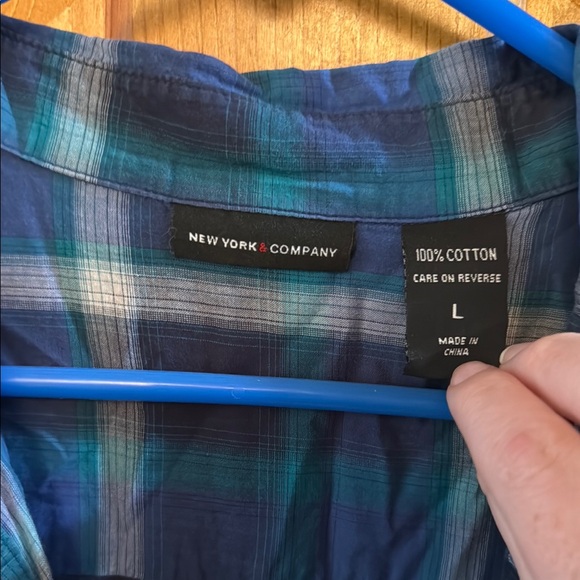 NEW YORK & COMPANY
100% COTTON
CARE ON REVERSE
L
MADE IN
CHINA